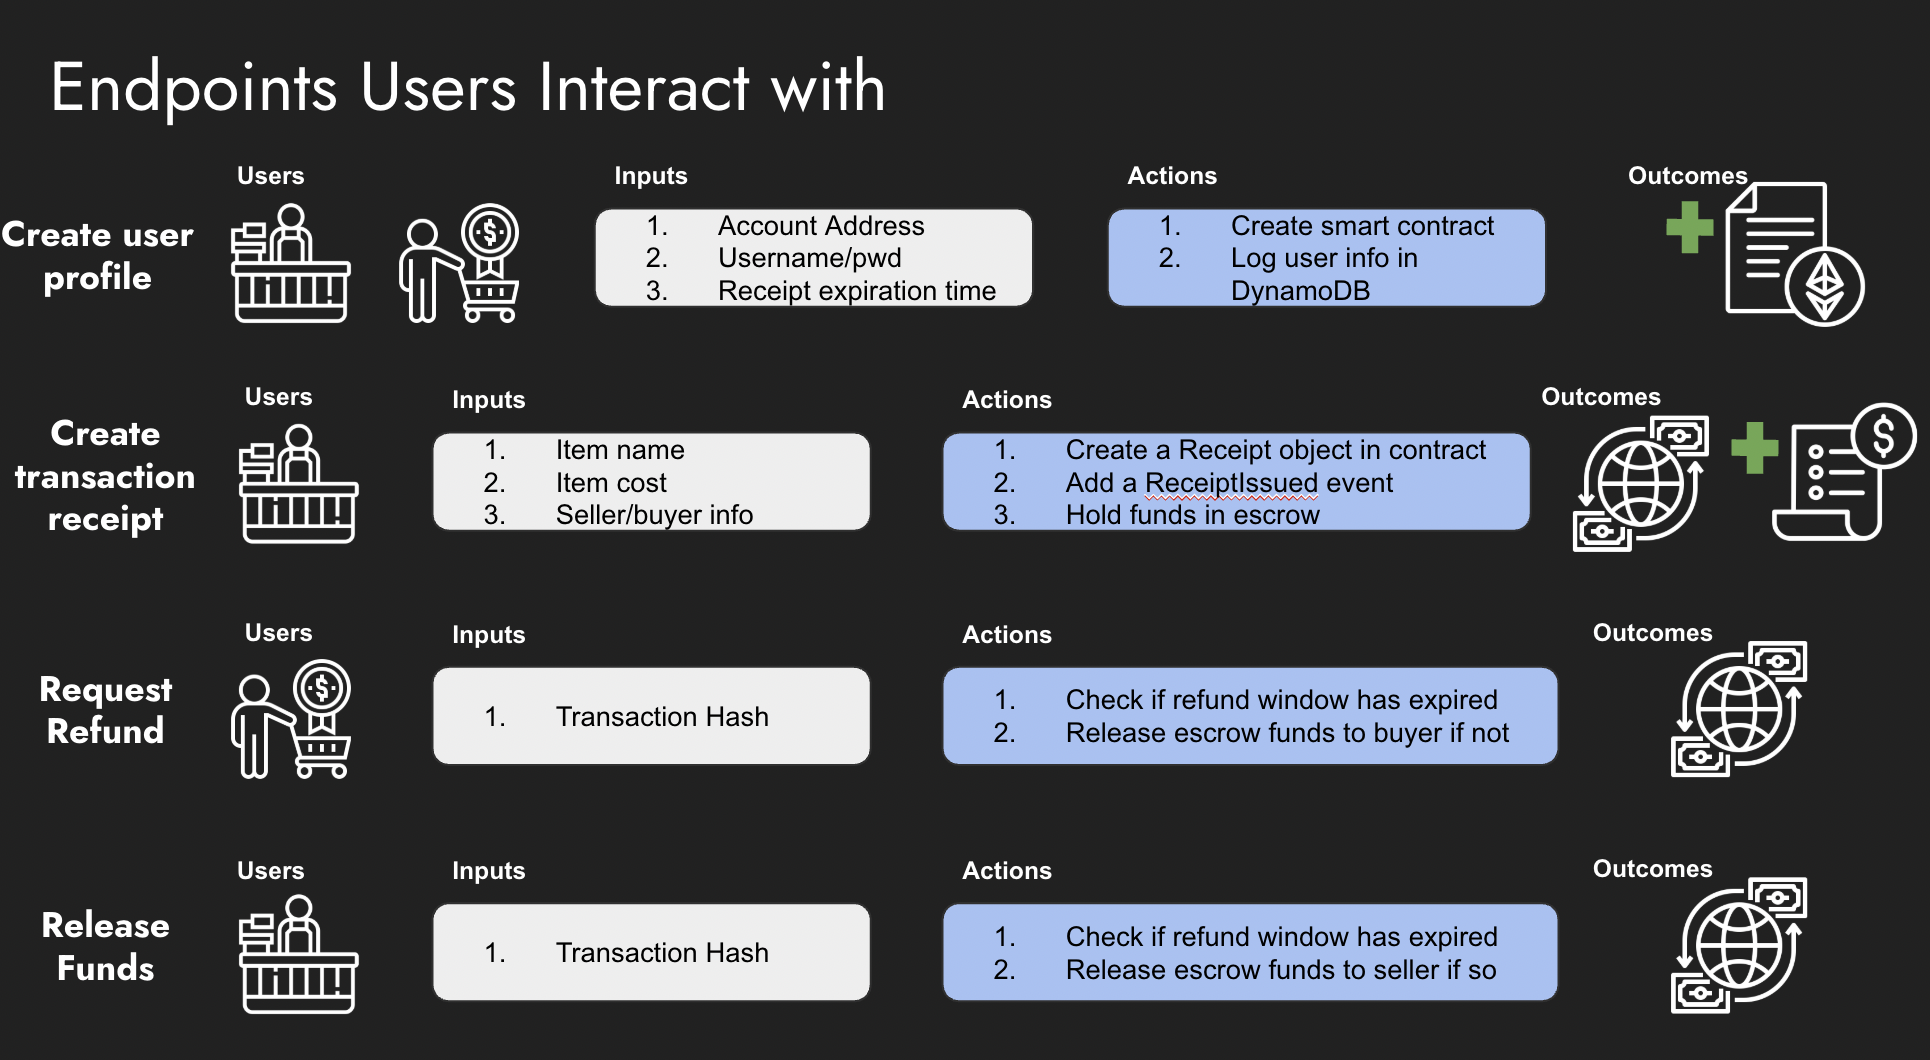 Endpoints Users Interact with
Users
Inputs
Actions
Outcomes
Create user
profile
1. Account Address
2. Username/pwd
3. Receipt expiration time
1. Create smart contract
2. Log user info in
DynamoDB
Users
Inputs
Actions
Outcomes
Create
transaction
receipt
1. Item name
2. Item cost
3. Seller/buyer info
1. Create a Receipt object in contract
2. Add a ReceiptIssued event
3. Hold funds in escrow
Users
Inputs
Actions
Outcomes
Request
Refund
1. Transaction Hash
1. Check if refund window has expired
2. Release escrow funds to buyer if not
Users
Inputs
Actions
Outcomes
Release
Funds
1. Transaction Hash
1. Check if refund window has expired
2. Release escrow funds to seller if so